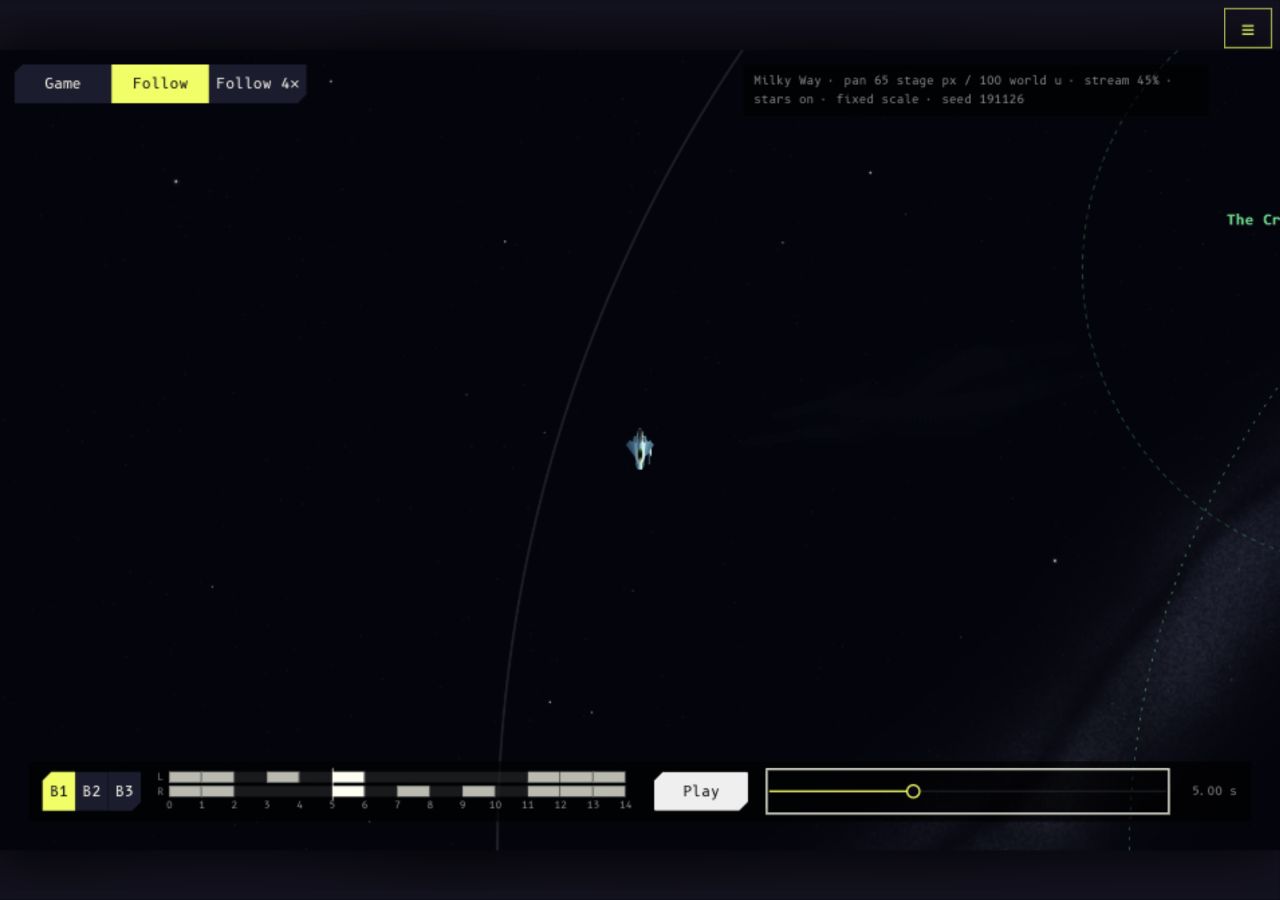 ≡
Game Follow Follow 4×
Milky Way · pan 65 stage px / 100 world u · stream 45% ·
stars on · fixed scale · seed 191126
The Cr
L
R
B1 B2 B3
0 1 2 3 4 5 6 7 8 9 10 11 12 13 14
Play
5.00 s